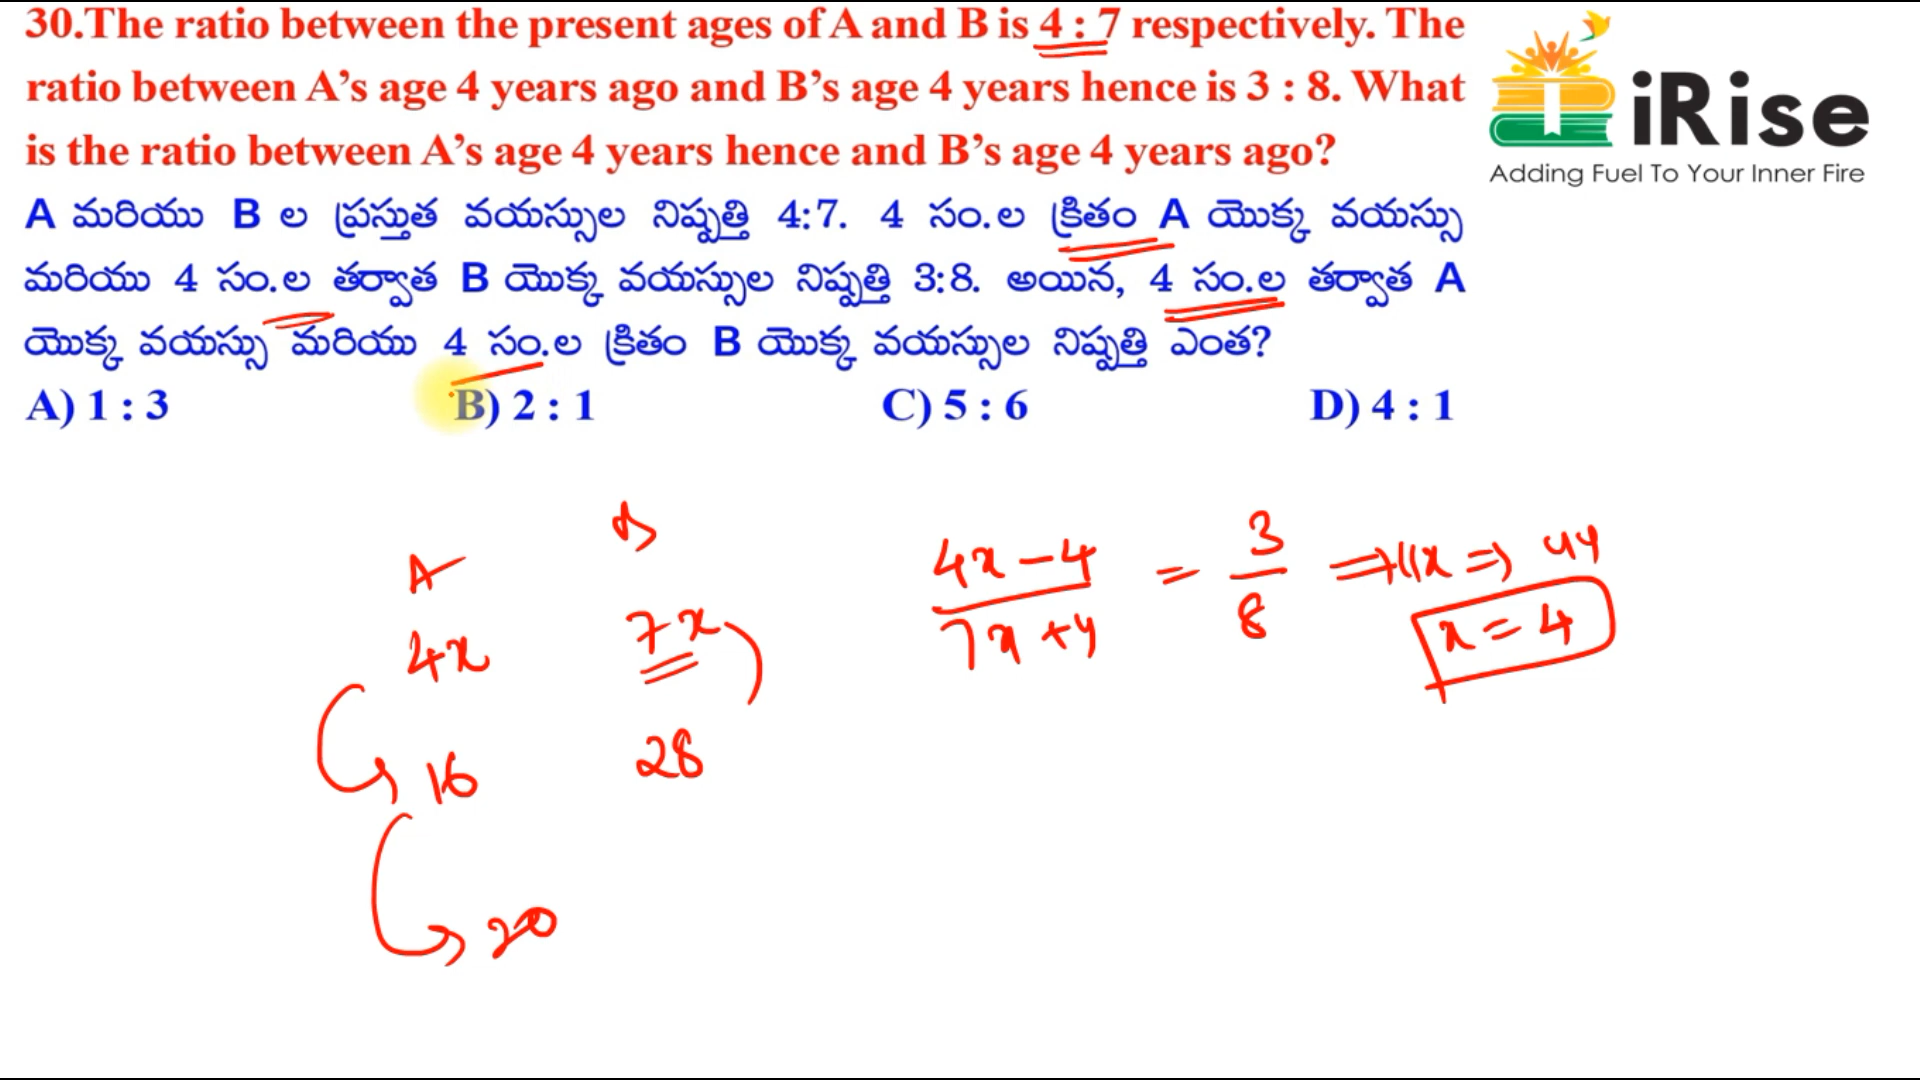 30.The ratio between the present ages of A and B is 4 : 7 respectively. The
ratio between A’s age 4 years ago and B’s age 4 years hence is 3 : 8. What
is the ratio between A’s age 4 years hence and B’s age 4 years ago?
iRise
Adding Fuel To Your Inner Fire
A మరియు B ల ప్రస్తుత వయస్సుల నిష్పత్తి 4:7. 4 సం.ల క్రితం A యొక్క వయస్సు
మరియు 4 సం.ల తర్వాత B యొక్క వయస్సుల నిష్పత్తి 3:8. అయిన, 4 సం.ల తర్వాత A
యొక్క వయస్సు మరియు 4 సం.ల క్రితం B యొక్క వయస్సుల నిష్పత్తి ఎంత?
A) 1 : 3 B) 2 : 1 C) 5 : 6 D) 4 : 1
A B
4x 7x
16 28
20
4x - 4 = 3 ⇒ 11x ⇒ 44
7x + 4 8
x = 4